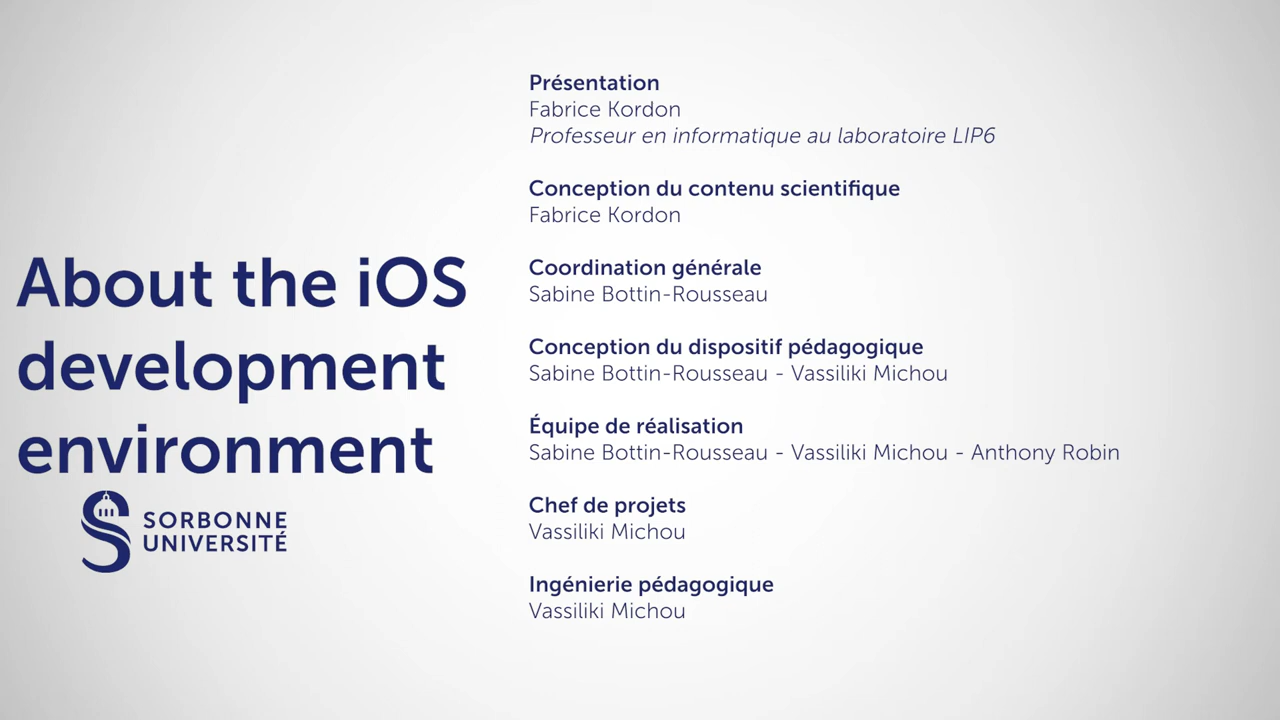 About the iOS
development
environment
SORBONNE
UNIVERSITÉ
Présentation
Fabrice Kordon
Professeur en informatique au laboratoire LIP6
Conception du contenu scientifique
Fabrice Kordon
Coordination générale
Sabine Bottin-Rousseau
Conception du dispositif pédagogique
Sabine Bottin-Rousseau - Vassiliki Michou
Équipe de réalisation
Sabine Bottin-Rousseau - Vassiliki Michou - Anthony Robin
Chef de projets
Vassiliki Michou
Ingénierie pédagogique
Vassiliki Michou